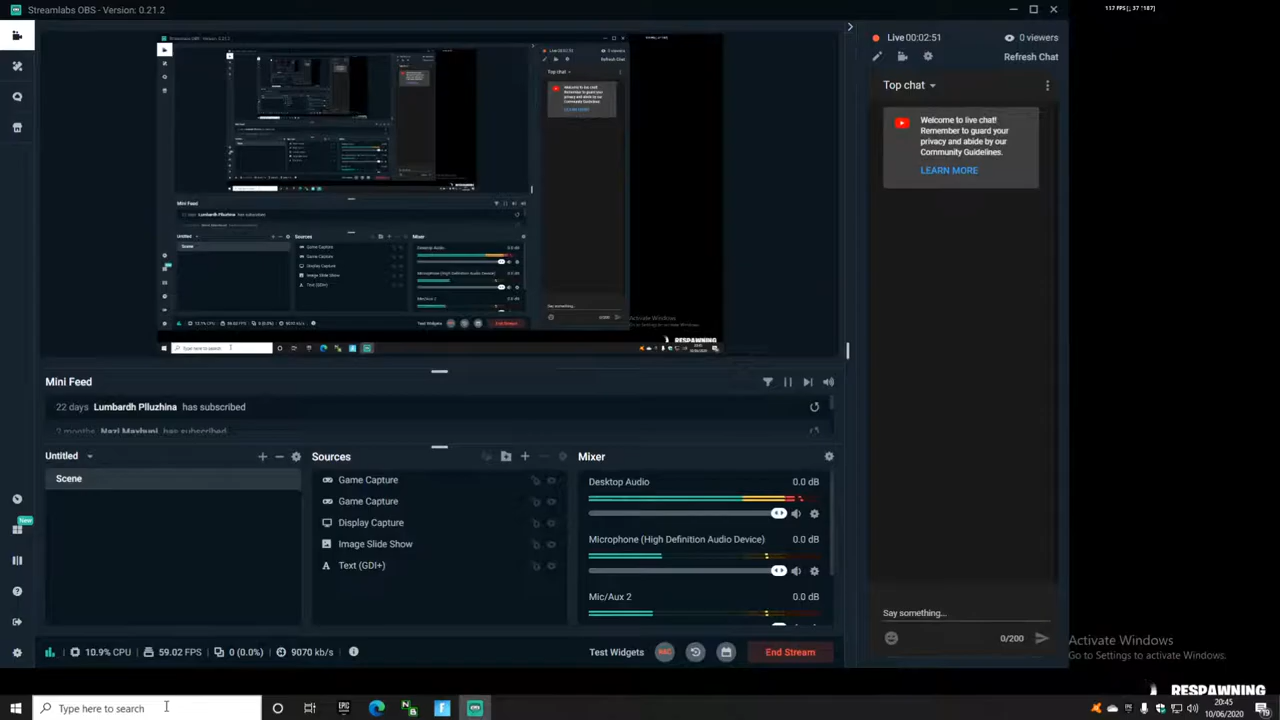 Streamlabs OBS - Version: 0.21.2
Live 00:02:51
0 viewers
Refresh Chat
Top chat
Welcome to live chat!
Remember to guard your
privacy and abide by our
Community Guidelines.
LEARN MORE
Mini Feed
22 days Lumbardh Plluzhina has subscribed
Untitled
Scene
Sources
Game Capture
Game Capture
Display Capture
Image Slide Show
Text (GDI+)
Mixer
Desktop Audio 0.0 dB
Microphone (High Definition Audio Device) 0.0 dB
Mic/Aux 2 0.0 dB
New
REC
Say something...
0/200
10.9% CPU
59.02 FPS
0 (0.0%)
9070 kb/s
Test Widgets
End Stream
Activate Windows
Go to Settings to activate Windows.
RESPAWNING
Type here to search
20:45
10/06/2020
19